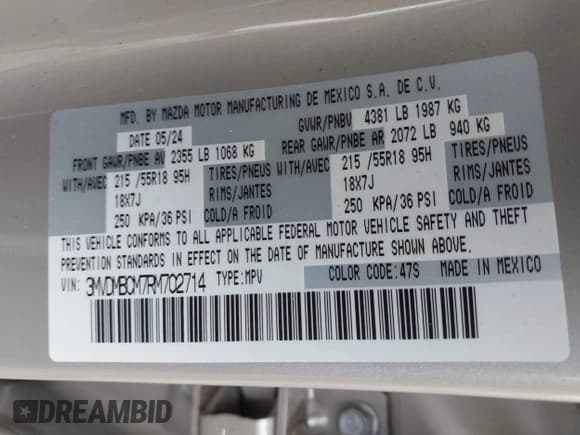 MFD. BY MAZDA MOTOR MANUFACTURING DE MEXICO S.A. DE C.V.
DATE 05/24 GVWR/PNBV 4381 LB 1987 KG
FRONT GAWR/PNBE AV 2355 LB 1068 KG REAR GAWR/PNBE AR 2072 LB 940 KG
WITH/AVEC 215 /55R18 95H TIRES/PNEUS WITH/AVEC 215 /55R18 95H TIRES/PNEUS
18X7J RIMS/JANTES 18X7J RIMS/JANTES
250 KPA/36 PSI COLD/A FROID 250 KPA/36 PSI COLD/A FROID
THIS VEHICLE CONFORMS TO ALL APPLICABLE FEDERAL MOTOR VEHICLE SAFETY AND THEFT
PREVENTION STANDARDS IN EFFECT ON THE DATE OF MANUFACTURE SHOWN ABOVE.
VIN: 3MVDMBCM7RM702714 TYPE:MPV COLOR CODE:47S MADE IN MEXICO
DREAMBID